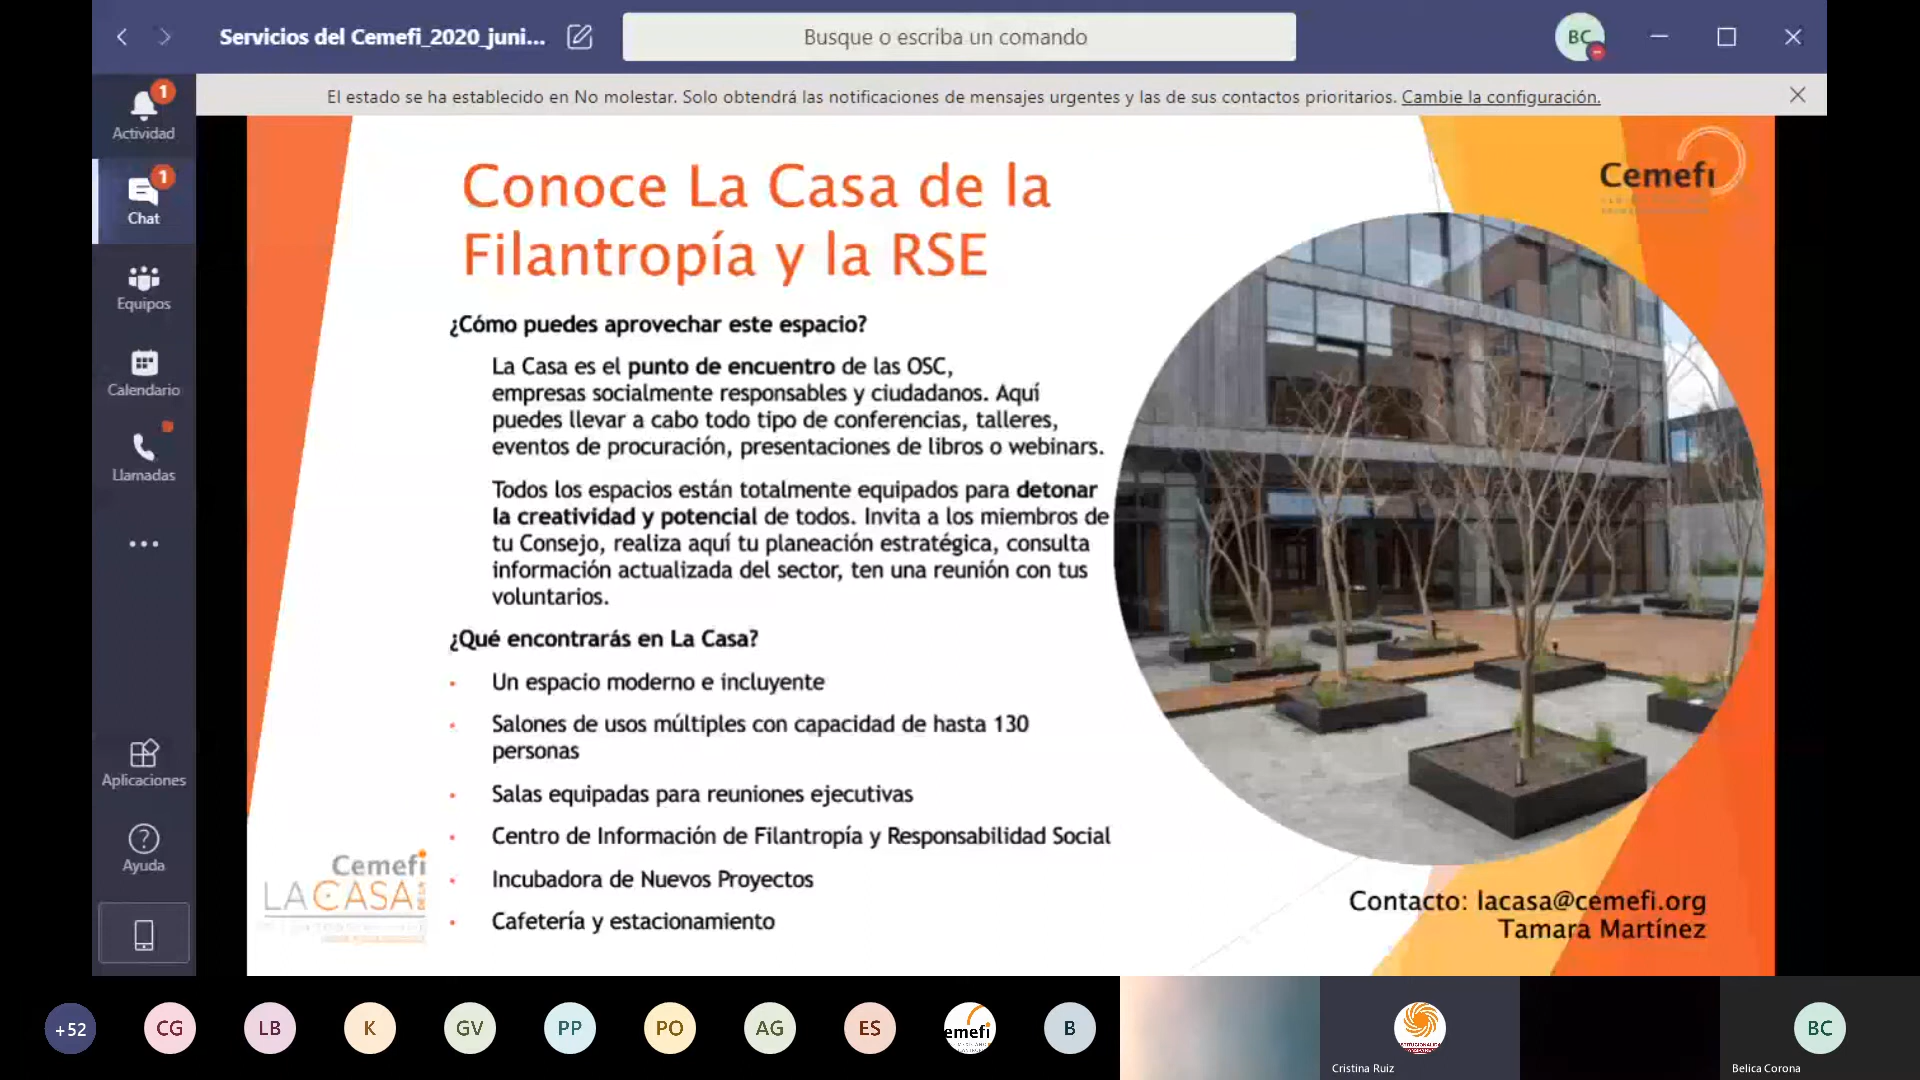 Servicios del Cemefi_2020_juni...
Busque o escriba un comando
BC
El estado se ha establecido en No molestar. Solo obtendrá las notificaciones de mensajes urgentes y las de sus contactos prioritarios. Cambie la configuración.
1
Actividad
1
Chat
Equipos
Calendario
Llamadas
Aplicaciones
Ayuda
Conoce La Casa de la
Filantropía y la RSE
Cemefi
¿Cómo puedes aprovechar este espacio?
La Casa es el punto de encuentro de las OSC,
empresas socialmente responsables y ciudadanos. Aquí
puedes llevar a cabo todo tipo de conferencias, talleres,
eventos de procuración, presentaciones de libros o webinars.
Todos los espacios están totalmente equipados para detonar
la creatividad y potencial de todos. Invita a los miembros de
tu Consejo, realiza aquí tu planeación estratégica, consulta
información actualizada del sector, ten una reunión con tus
voluntarios.
¿Qué encontrarás en La Casa?
• Un espacio moderno e incluyente
• Salones de usos múltiples con capacidad de hasta 130
personas
• Salas equipadas para reuniones ejecutivas
• Centro de Información de Filantropía y Responsabilidad Social
• Incubadora de Nuevos Proyectos
• Cafetería y estacionamiento
Cemefi
LA CASA DE LA
Contacto: lacasa@cemefi.org
Tamara Martínez
+52
CG
LB
K
GV
PP
PO
AG
ES
emefi
B
Cristina Ruiz
BC
Belica Corona